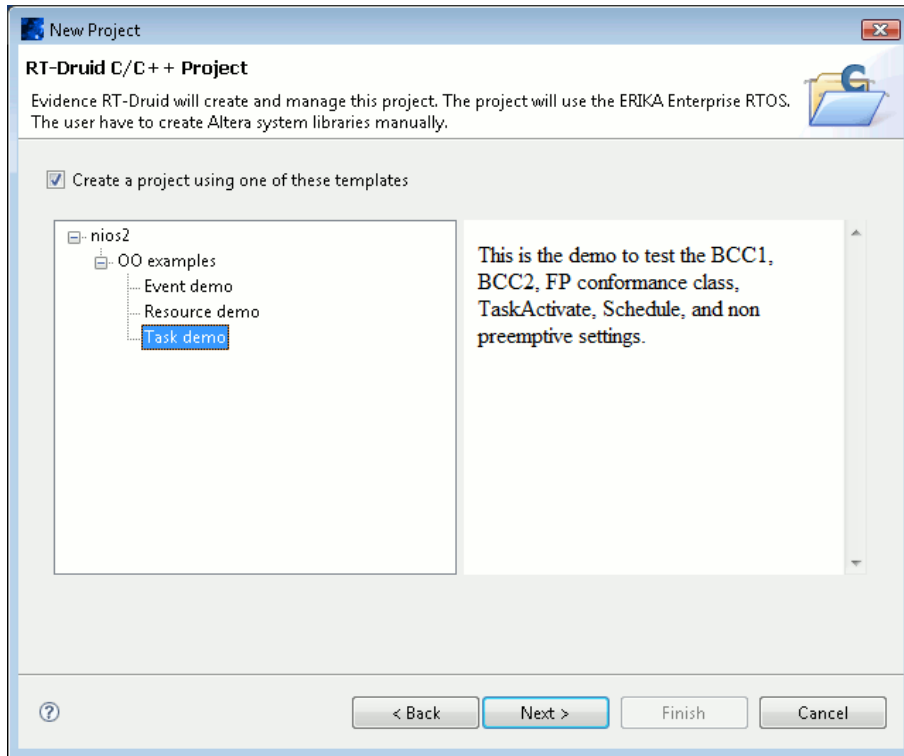 New Project
RT-Druid C/C++ Project
Evidence RT-Druid will create and manage this project. The project will use the ERIKA Enterprise RTOS.
The user have to create Altera system libraries manually.
Create a project using one of these templates
nios2
OO examples
Event demo
Resource demo
Task demo
This is the demo to test the BCC1,
BCC2, FP conformance class,
TaskActivate, Schedule, and non
preemptive settings.
< Back
Next >
Finish
Cancel